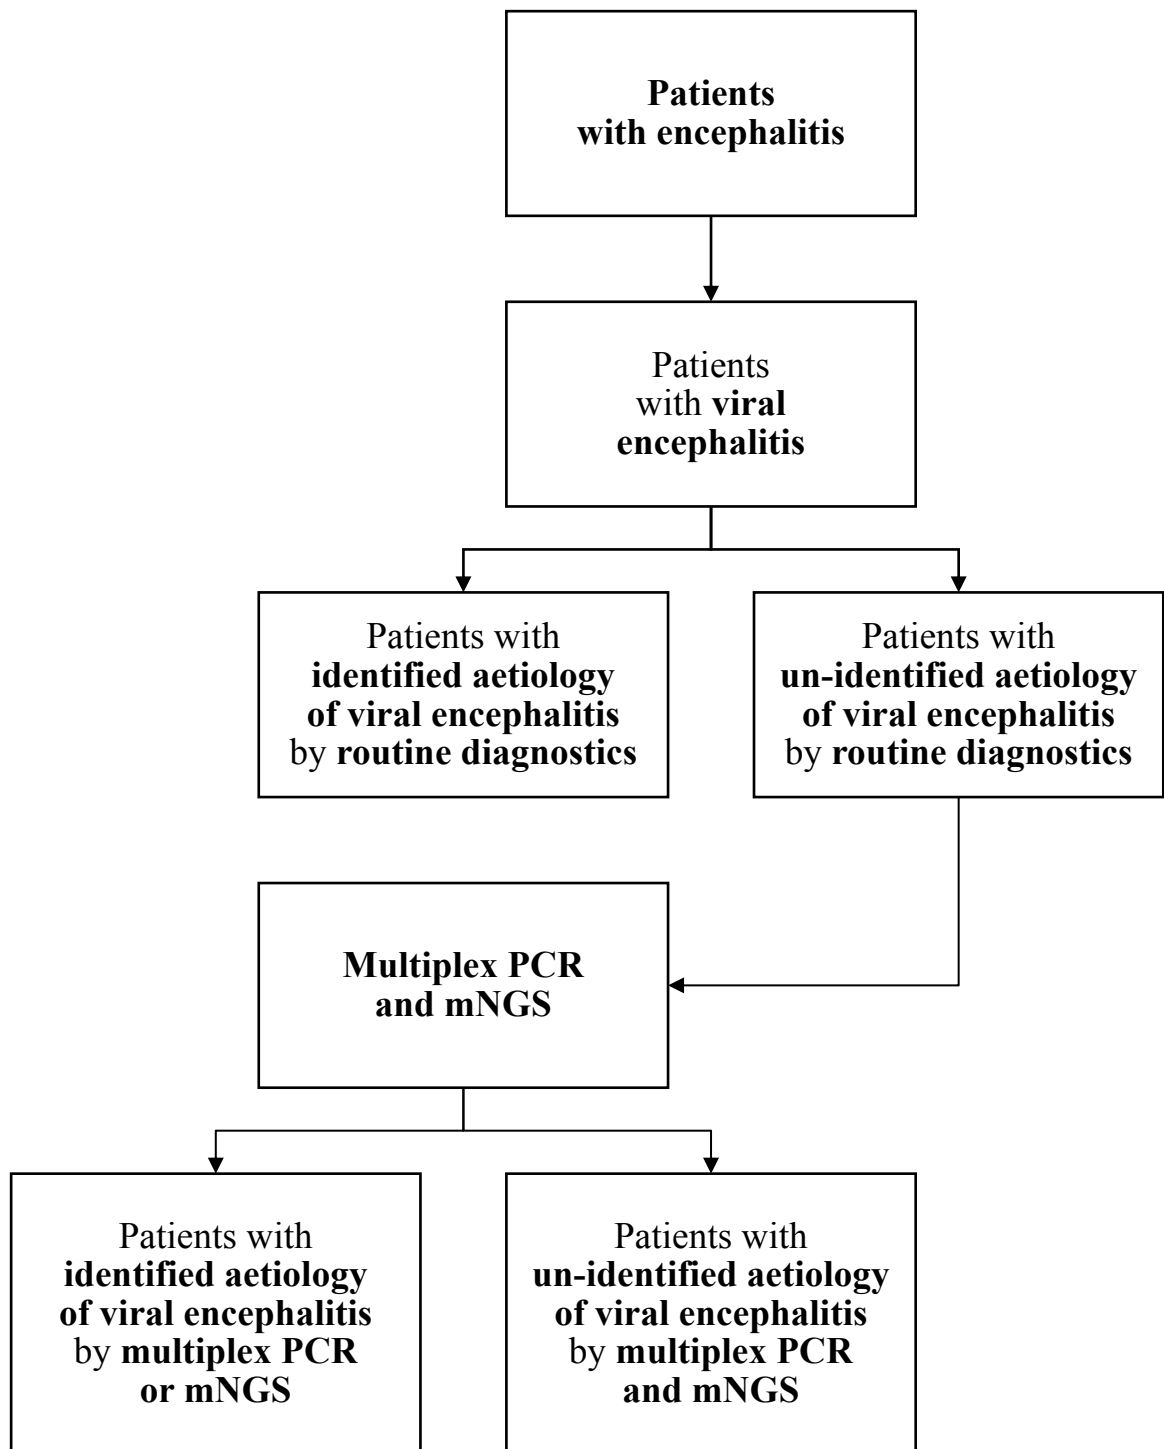 Patients
with encephalitis
Patients
with viral
encephalitis
Patients with
identified aetiology
of viral encephalitis
by routine diagnostics
Patients with
un-identified aetiology
of viral encephalitis
by routine diagnostics
Multiplex PCR
and mNGS
Patients with
identified aetiology
of viral encephalitis
by multiplex PCR
or mNGS
Patients with
un-identified aetiology
of viral encephalitis
by multiplex PCR
and mNGS